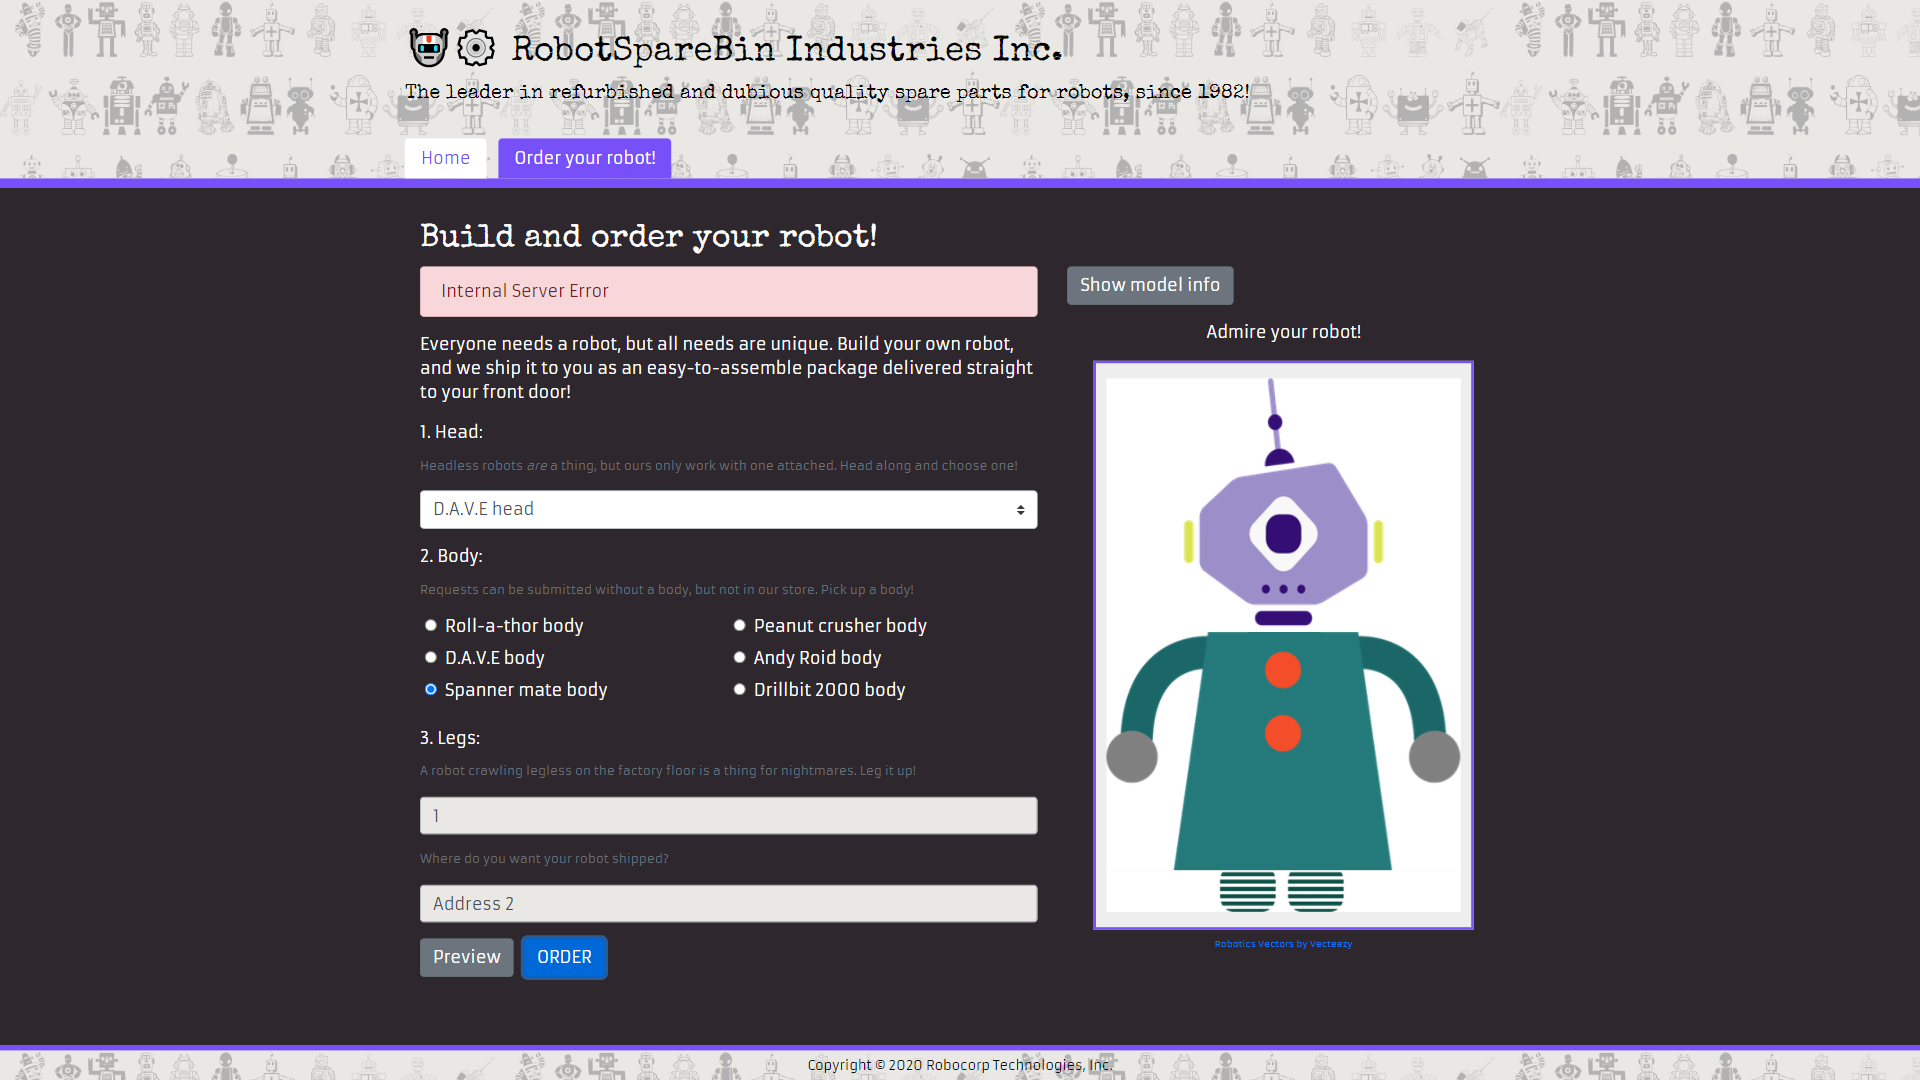 RobotSpareBin Industries Inc.
The leader in refurbished and dubious quality spare parts for robots, since 1982!
Home
Order your robot!
Build and order your robot!
Internal Server Error
Everyone needs a robot, but all needs are unique. Build your own robot,
and we ship it to you as an easy-to-assemble package delivered straight
to your front door!
1. Head:
Headless robots are a thing, but ours only work with one attached. Head along and choose one!
D.A.V.E head
2. Body:
Requests can be submitted without a body, but not in our store. Pick up a body!
Roll-a-thor body
Peanut crusher body
D.A.V.E body
Andy Roid body
Spanner mate body
Drillbit 2000 body
3. Legs:
A robot crawling legless on the factory floor is a thing for nightmares. Leg it up!
1
Where do you want your robot shipped?
Address 2
Preview
ORDER
Show model info
Admire your robot!
Robotics Vectors by Vecteezy
Copyright © 2020 Robocorp Technologies, Inc.